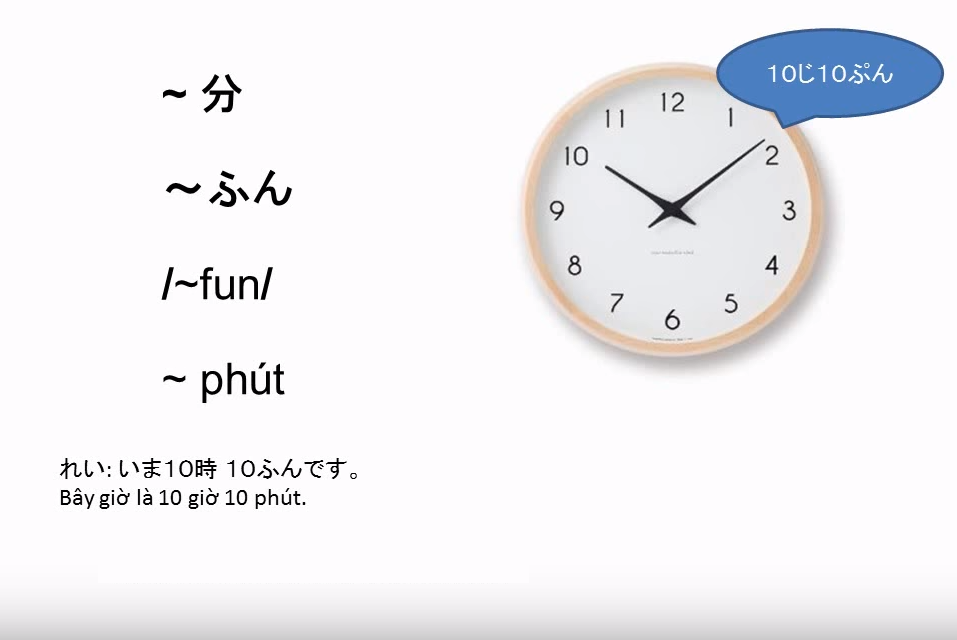 ~ 分
～ふん
/~fun/
~ phút
れい: いま１０時 １０ふんです。
Bây giờ là 10 giờ 10 phút.
１０じ１０ぷん
12
1
2
3
4
5
6
7
8
9
10
11